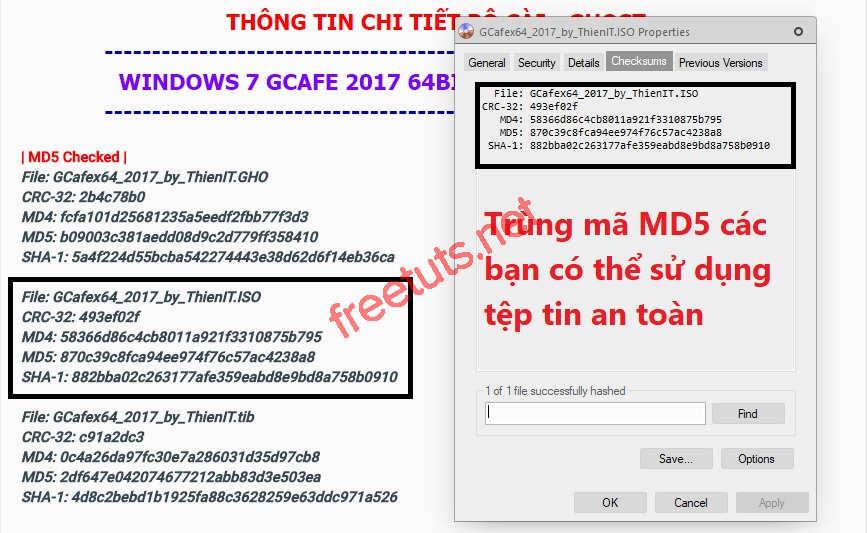 THÔNG TIN CHI TIẾT BỘ CÀI - GHOST
WINDOWS 7 GCAFE 2017 64BI
| MD5 Checked |
File: GCafex64_2017_by_ThienIT.GHO
CRC-32: 2b4c78b0
MD4: fcfa101d25681235a5eedf2fbb77f3d3
MD5: b09003c381aedd08d9c2d779ff358410
SHA-1: 5a4f224d55bcba542274443e38d62d6f14eb36ca
File: GCafex64_2017_by_ThienIT.ISO
CRC-32: 493ef02f
MD4: 58366d86c4cb8011a921f3310875b795
MD5: 870c39c8fca94ee974f76c57ac4238a8
SHA-1: 882bba02c263177afe359eabd8e9bd8a758b0910
File: GCafex64_2017_by_ThienIT.tib
CRC-32: c91a2dc3
MD4: 0c4a26da97fc30e7a286031d35d97cb8
MD5: 2df647e042074677212abb83d3e503ea
SHA-1: 4d8c2bebd1b1925fa88c3628259e63ddc971a526
GCafex64_2017_by_ThienIT.ISO Properties
General Security Details Checksums Previous Versions
File: GCafex64_2017_by_ThienIT.ISO
CRC-32: 493ef02f
MD4: 58366d86c4cb8011a921f3310875b795
MD5: 870c39c8fca94ee974f76c57ac4238a8
SHA-1: 882bba02c263177afe359eabd8e9bd8a758b0910
Trùng mã MD5 các
bạn có thể sử dụng
tệp tin an toàn
1 of 1 file successfully hashed
Find
Save... Options
OK Cancel Apply
freetuts.net